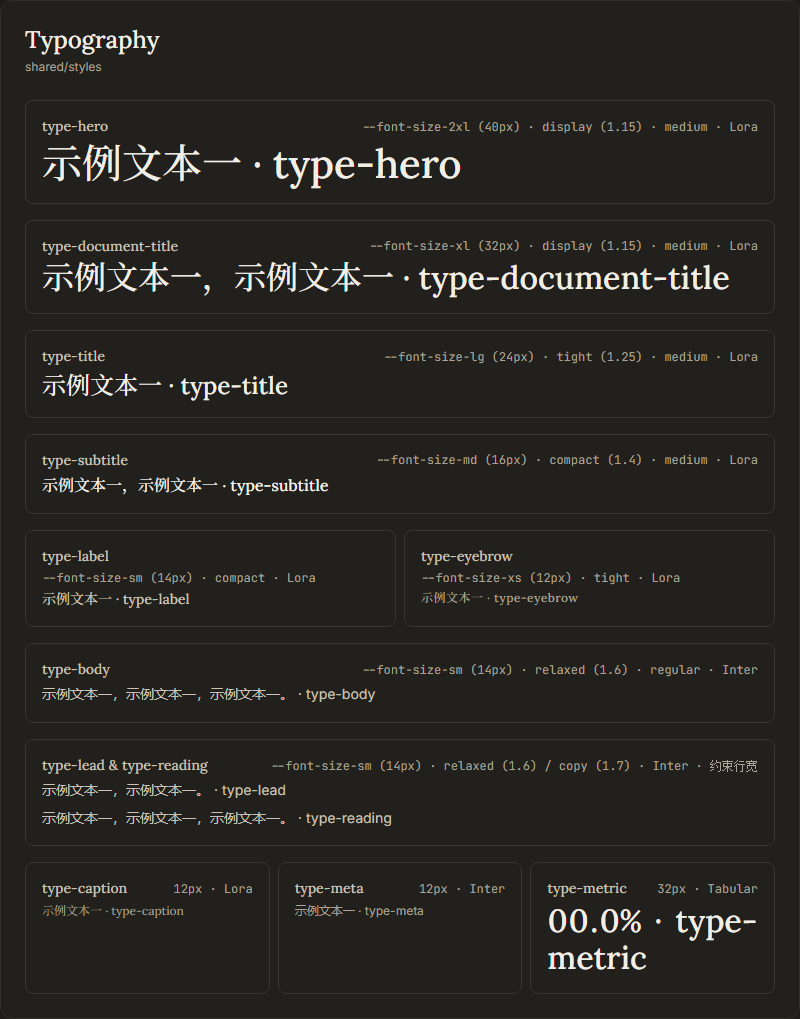 Typography
shared/styles
type-hero
--font-size-2xl (40px) · display (1.15) · medium · Lora
示例文本一 · type-hero
type-document-title
--font-size-xl (32px) · display (1.15) · medium · Lora
示例文本一，示例文本一 · type-document-title
type-title
--font-size-lg (24px) · tight (1.25) · medium · Lora
示例文本一 · type-title
type-subtitle
--font-size-md (16px) · compact (1.4) · medium · Lora
示例文本一，示例文本一 · type-subtitle
type-label
--font-size-sm (14px) · compact · Lora
示例文本一 · type-label
type-eyebrow
--font-size-xs (12px) · tight · Lora
示例文本一 · type-eyebrow
type-body
--font-size-sm (14px) · relaxed (1.6) · regular · Inter
示例文本一，示例文本一，示例文本一。 · type-body
type-lead & type-reading
--font-size-sm (14px) · relaxed (1.6) / copy (1.7) · Inter · 约束行宽
示例文本一，示例文本一。 · type-lead
示例文本一，示例文本一，示例文本一。 · type-reading
type-caption
12px · Lora
示例文本一 · type-caption
type-meta
12px · Inter
示例文本一 · type-meta
type-metric
32px · Tabular
00.0% · type-
metric